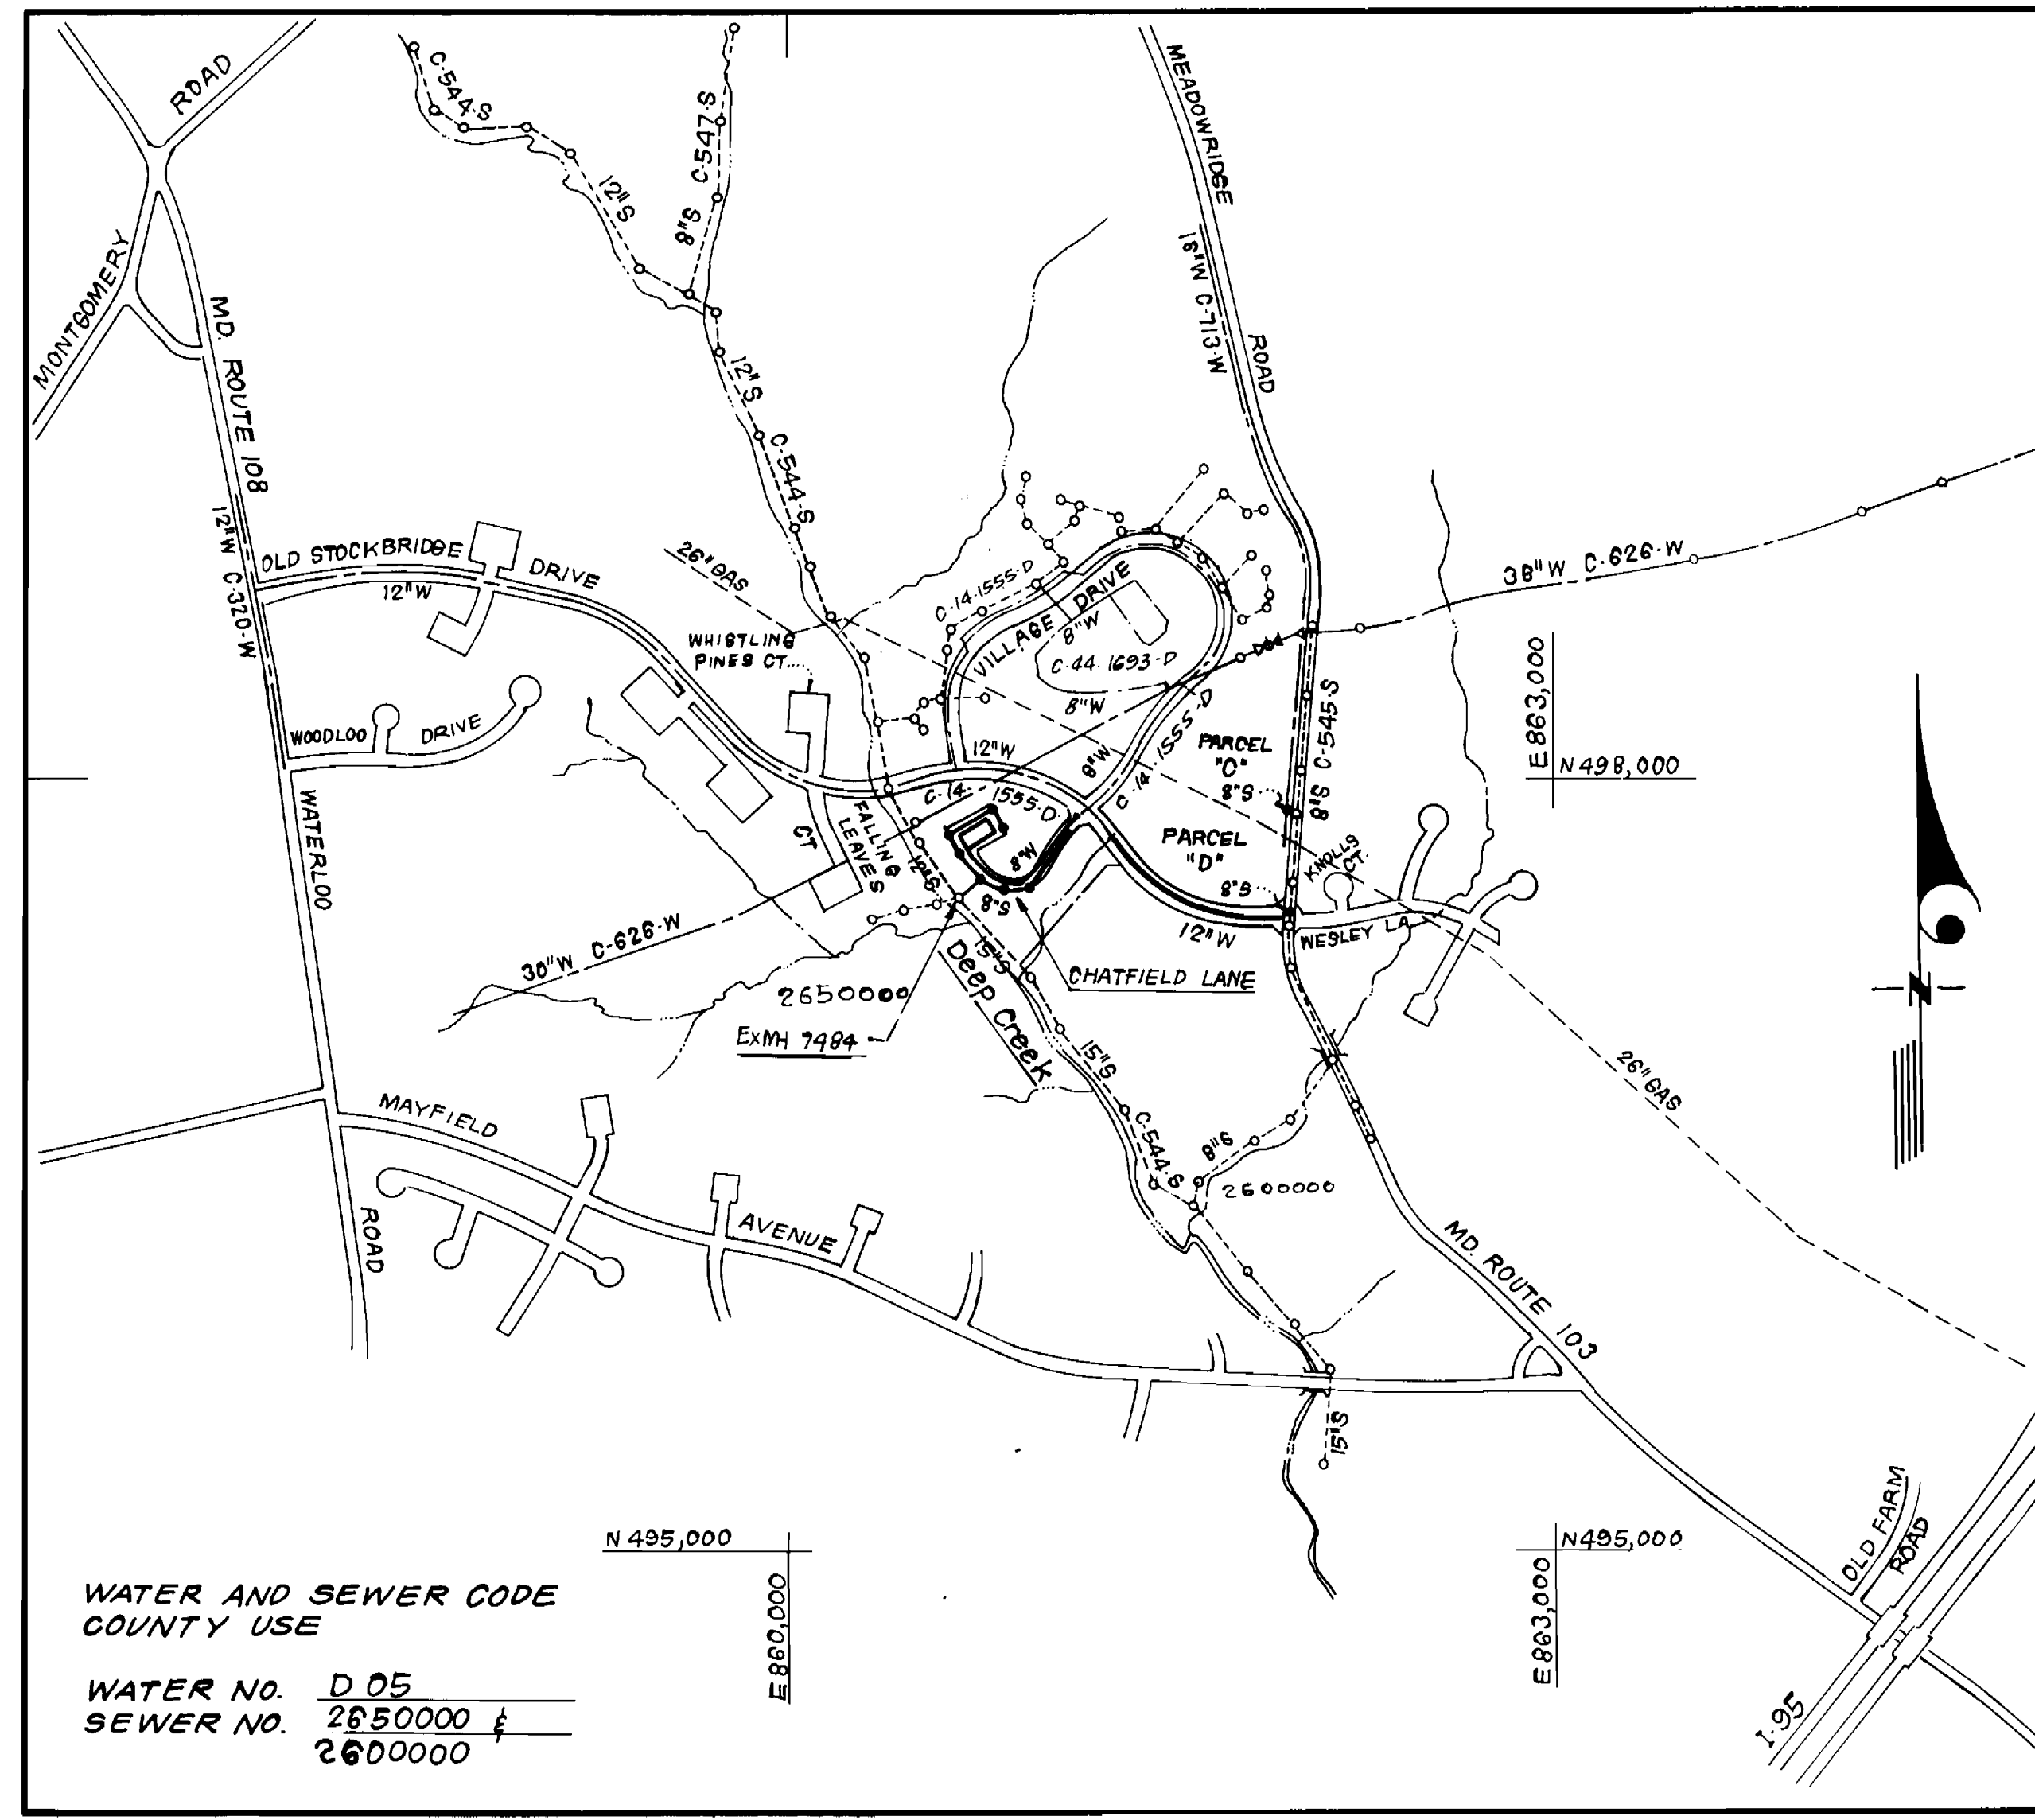 ROAD
MONTGOMERY
C-544-S
12"S
C-547-S
8"S
MEADOWRIDGE
ROAD
16"W C-713-W
MD. ROUTE 108
12"W C-320-W
12"S
C-544-S
OLD STOCKBRIDGE DRIVE
12"W
26" GAS
WHISTLING
PINES CT.
C-14-1555-D
VILLAGE DRIVE
8"W
C-44-1693-D
8"W
36"W C-626-W
E 863,000
N 498,000
WOODLOO DRIVE
12"W
8"W
C-14-1555-D
PARCEL
"C"
8"S
8"S C-545-S
C-14-1555-D
PARCEL
"D"
8"S
KNOLLS
CT.
WATERLOO
ROAD
CT
FALLING
LEAVES
12"S
8"W
8"S
12"W
WESLEY LA.
30"W C-626-W
2650000
ExMH 7484
Deep Creek
15"S
CHATFIELD LANE
15"S
26" GAS
MAYFIELD
AVENUE
C-544-S
8"S
2600000
MD. ROUTE 103
15"S
OLD FARM
ROAD
I-95
N 495,000
E 860,000
N 495,000
E 863,000
N
WATER AND SEWER CODE
COUNTY USE
WATER NO. D 05
SEWER NO. 2650000 &
2600000